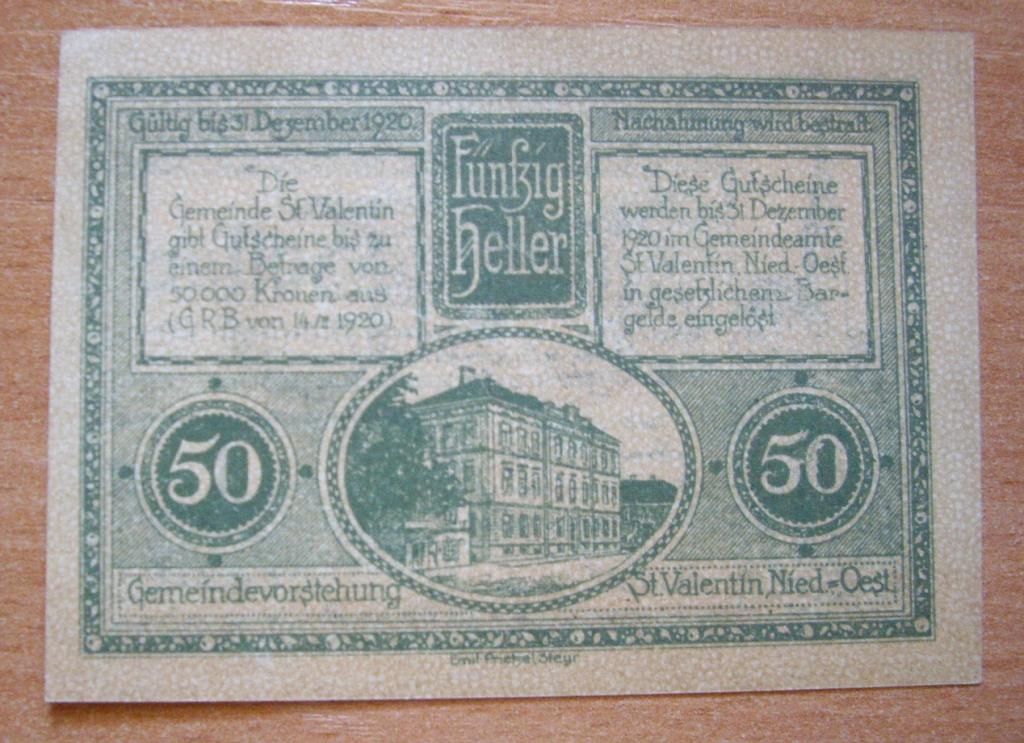 Gültig bis 31. Dezember 1920
Fünfzig
Heller
Nachahmung wird bestraft
Die
Gemeinde St. Valentin
gibt Gutscheine bis zu
einem Betrage von
50.000 Kronen aus
(G.R.B. von 14./II. 1920)
Diese Gutscheine
werden bis 31. Dezember
1920 im Gemeindeamte
St. Valentin, Nied.-Oest.
in gesetzlichem Bar-
gelde eingelöst
50
50
Gemeindevorstehung
St. Valentin, Nied.-Oest.
Emil Prietzel, Steyr